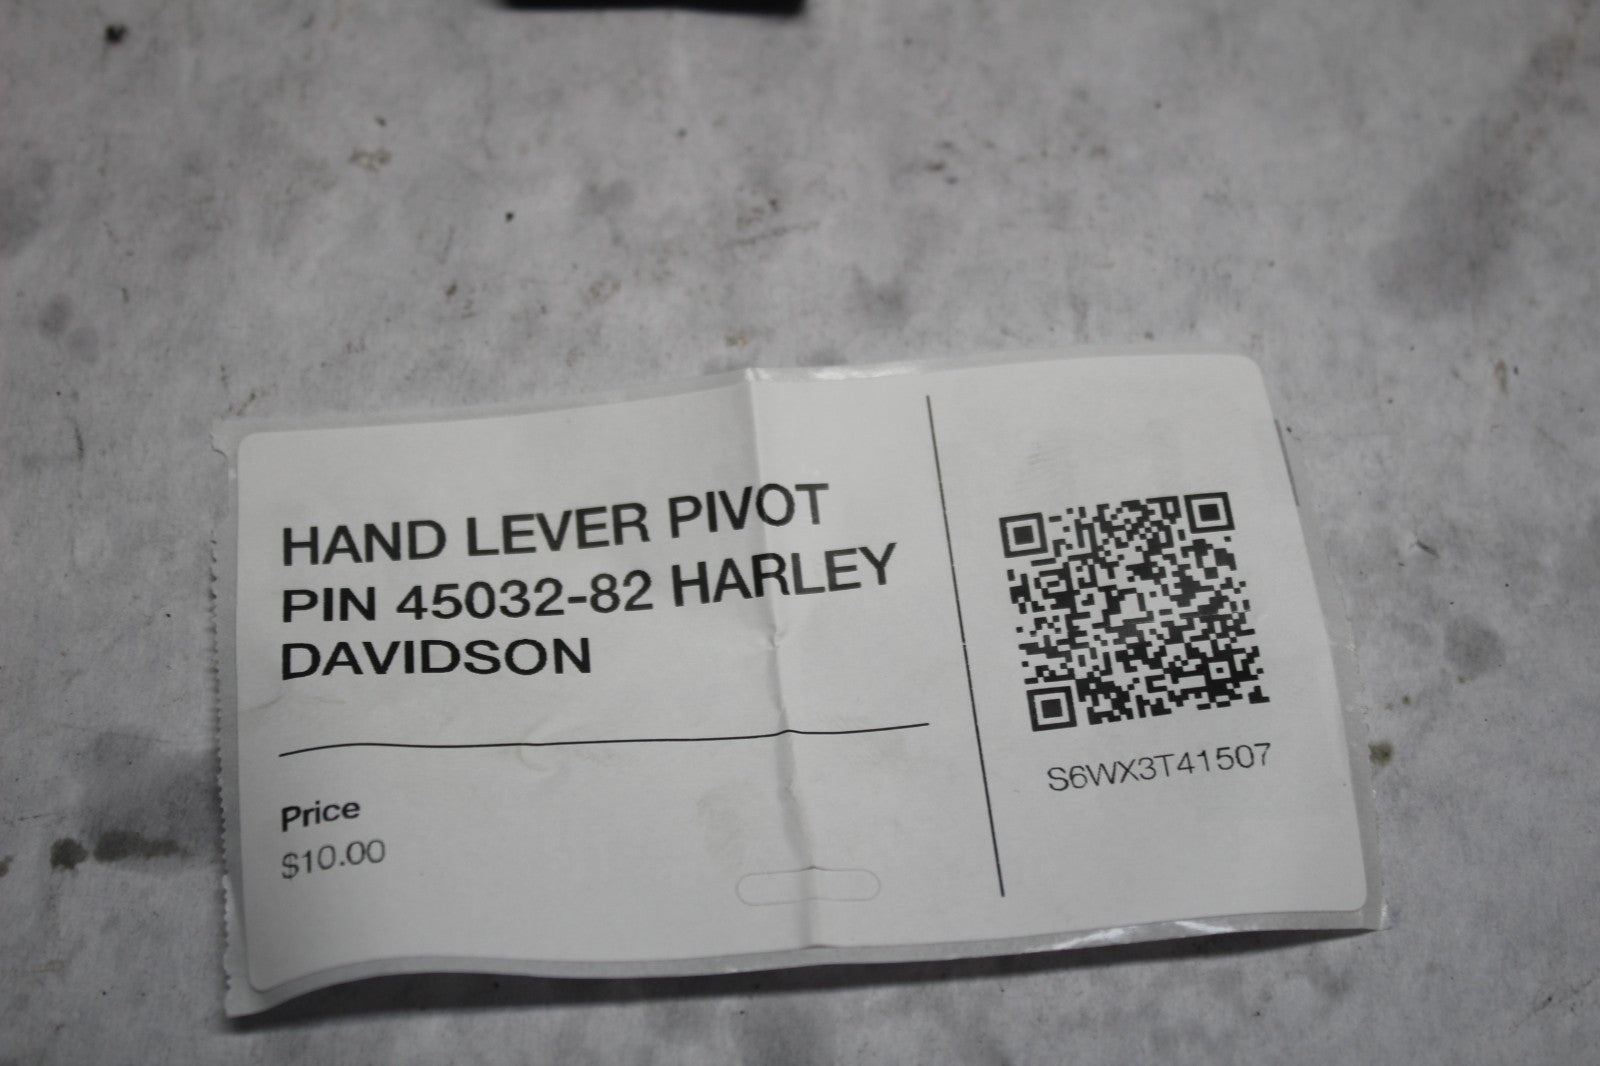 HAND LEVER PIVOT
PIN 45032-82 HARLEY
DAVIDSON
Price
$10.00
S6WX3T41507